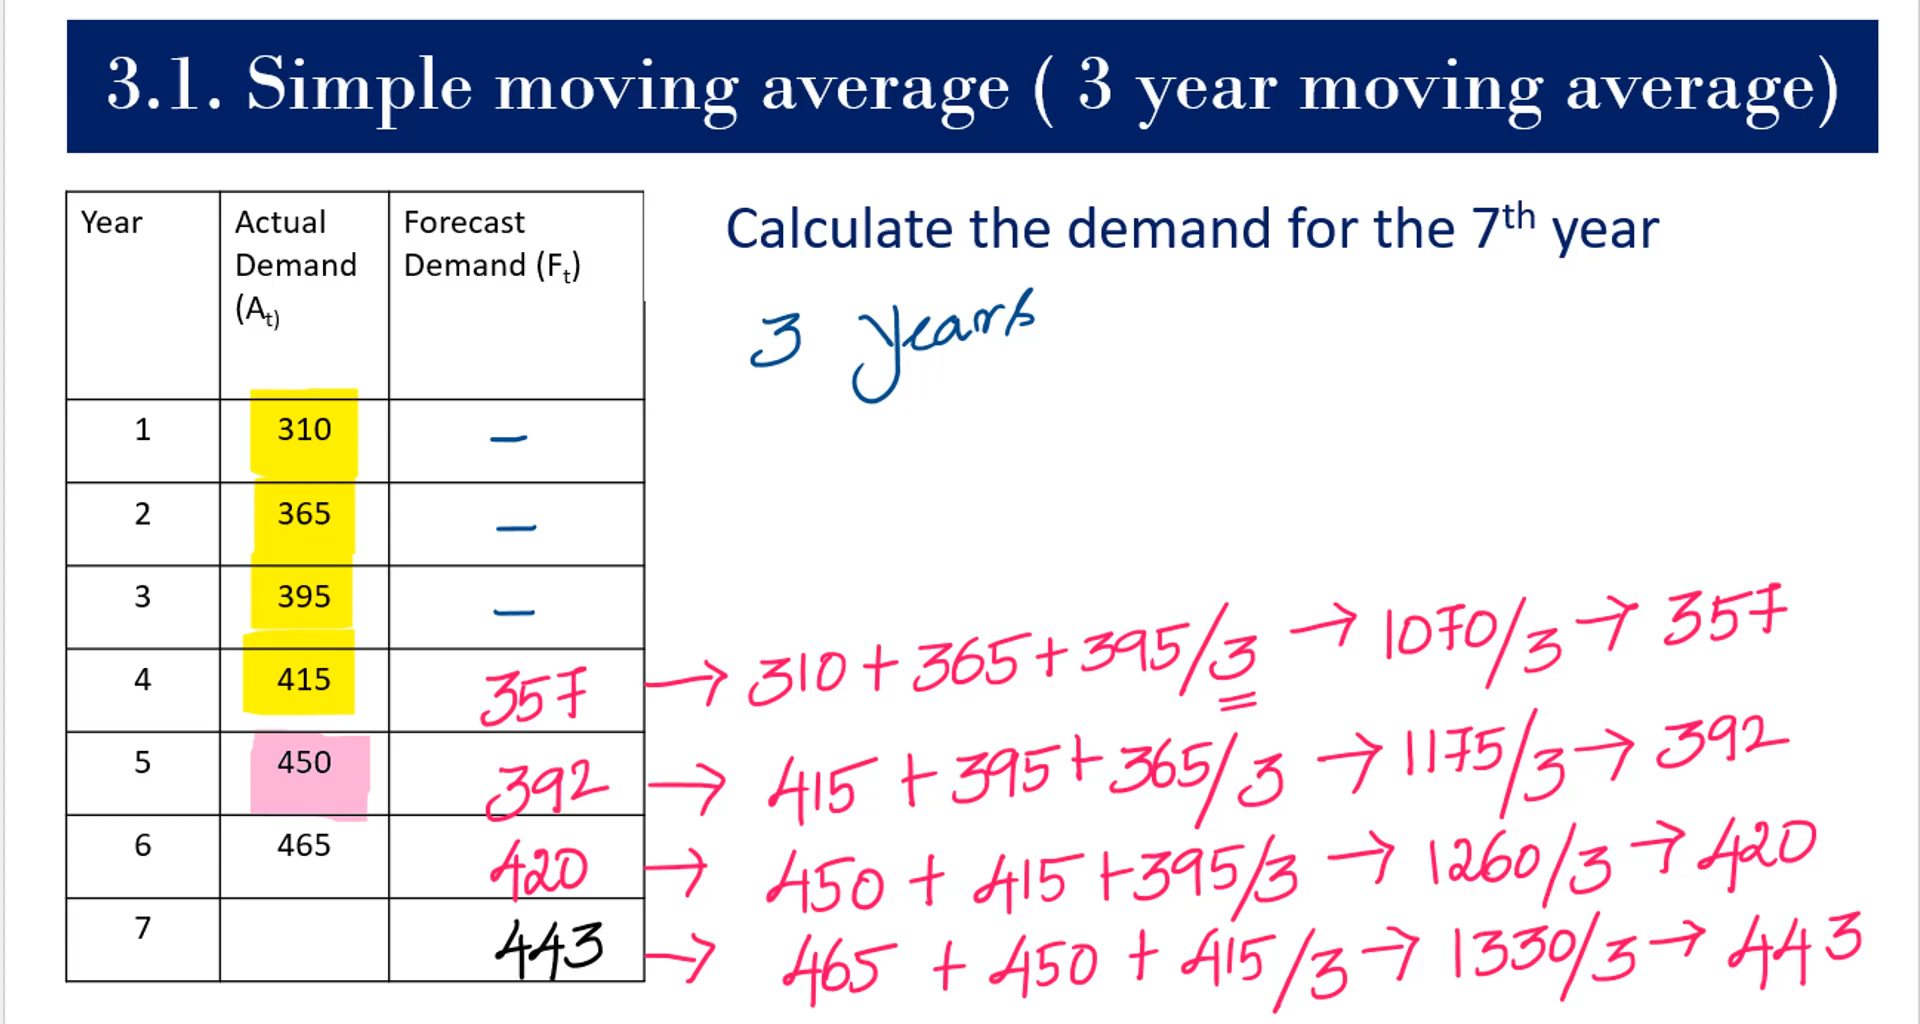 3.1. Simple moving average ( 3 year moving average)
Calculate the demand for the 7th year
3 years
Year Actual Demand (At) Forecast Demand (Ft)
1 310 —
2 365 —
3 395 —
4 415 357 → 310 + 365 + 395/3 → 1070/3 → 357
5 450 392 → 415 + 395 + 365/3 → 1175/3 → 392
6 465 420 → 450 + 415 + 395/3 → 1260/3 → 420
7 443 → 465 + 450 + 415/3 → 1330/3 → 443